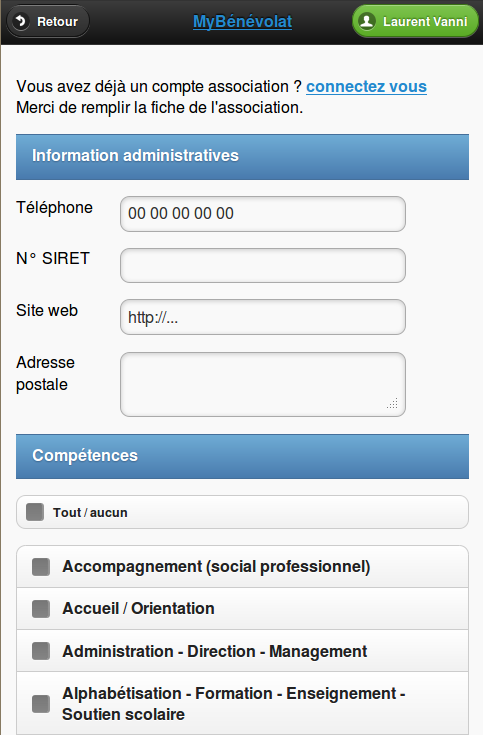 Retour
MyBénévolat
Laurent Vanni
Vous avez déjà un compte association ? connectez vous
Merci de remplir la fiche de l'association.
Information administratives
Téléphone
00 00 00 00 00
N° SIRET
Site web
http://...
Adresse
postale
Compétences
Tout / aucun
Accompagnement (social professionnel)
Accueil / Orientation
Administration - Direction - Management
Alphabétisation - Formation - Enseignement -
Soutien scolaire